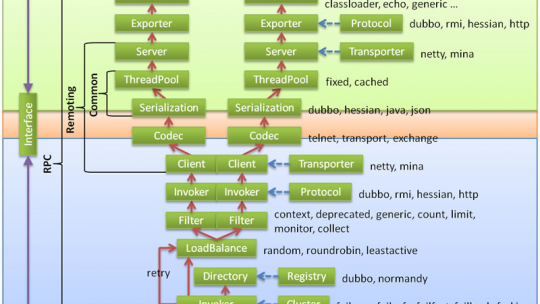 classloader, echo, generic ...
Exporter Exporter Protocol dubbo, rmi, hessian, http
Server Server Transporter netty, mina
ThreadPool ThreadPool fixed, cached
Serialization Serialization dubbo, hessian, java, json
Codec Codec telnet, transport, exchange
Client Client Transporter netty, mina
Invoker Invoker Protocol dubbo, rmi, hessian, http
Filter Filter context, deprecated, generic, count, limit,
monitor, collect
LoadBalance random, roundrobin, leastactive
retry
Directory Registry dubbo, normandy
Invoker Cluster
Interface
RPC
Remoting
Common